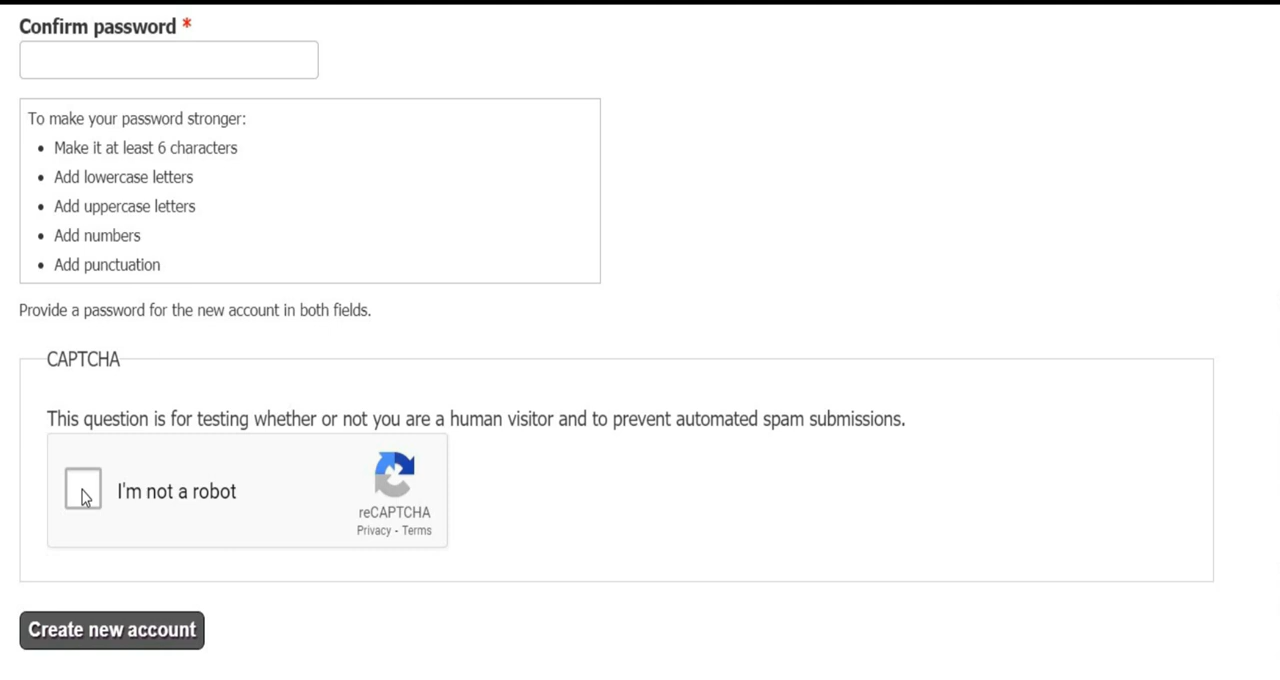 Confirm password *
To make your password stronger:
• Make it at least 6 characters
• Add lowercase letters
• Add uppercase letters
• Add numbers
• Add punctuation
Provide a password for the new account in both fields.
CAPTCHA
This question is for testing whether or not you are a human visitor and to prevent automated spam submissions.
I'm not a robot
reCAPTCHA
Privacy - Terms
Create new account